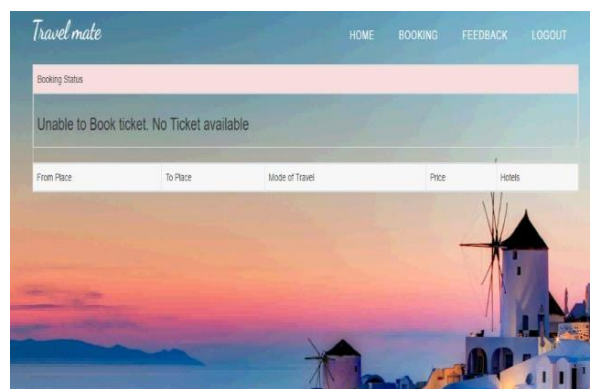 Travel mate
HOME BOOKING FEEDBACK LOGOUT
Booking Status
Unable to Book ticket. No Ticket available
From Place To Place Mode of Travel Price Hotels